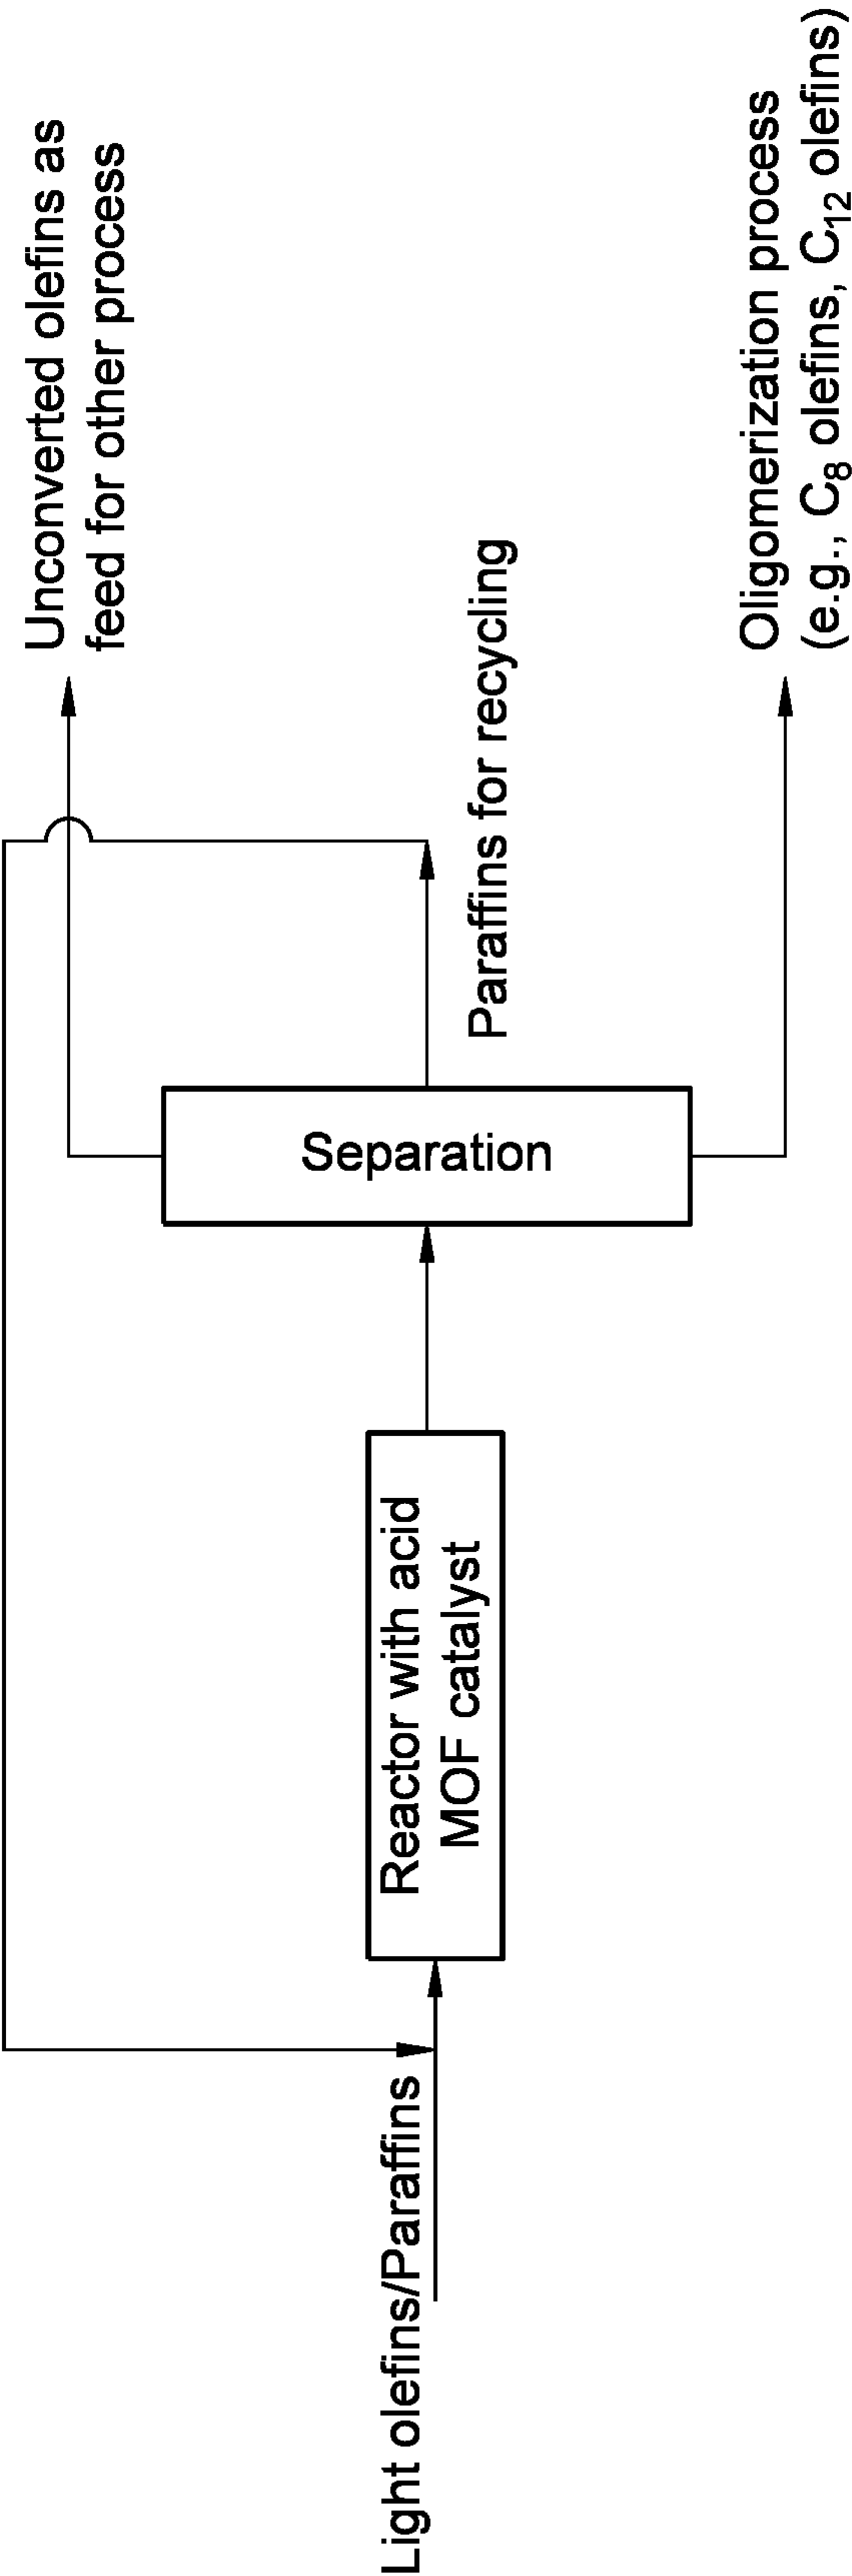 Light olefins/Paraffins
Reactor with acid
MOF catalyst
Separation
Unconverted olefins as
feed for other process
Paraffins for recycling
Oligomerization process
(e.g., C₈ olefins, C₁₂ olefins)